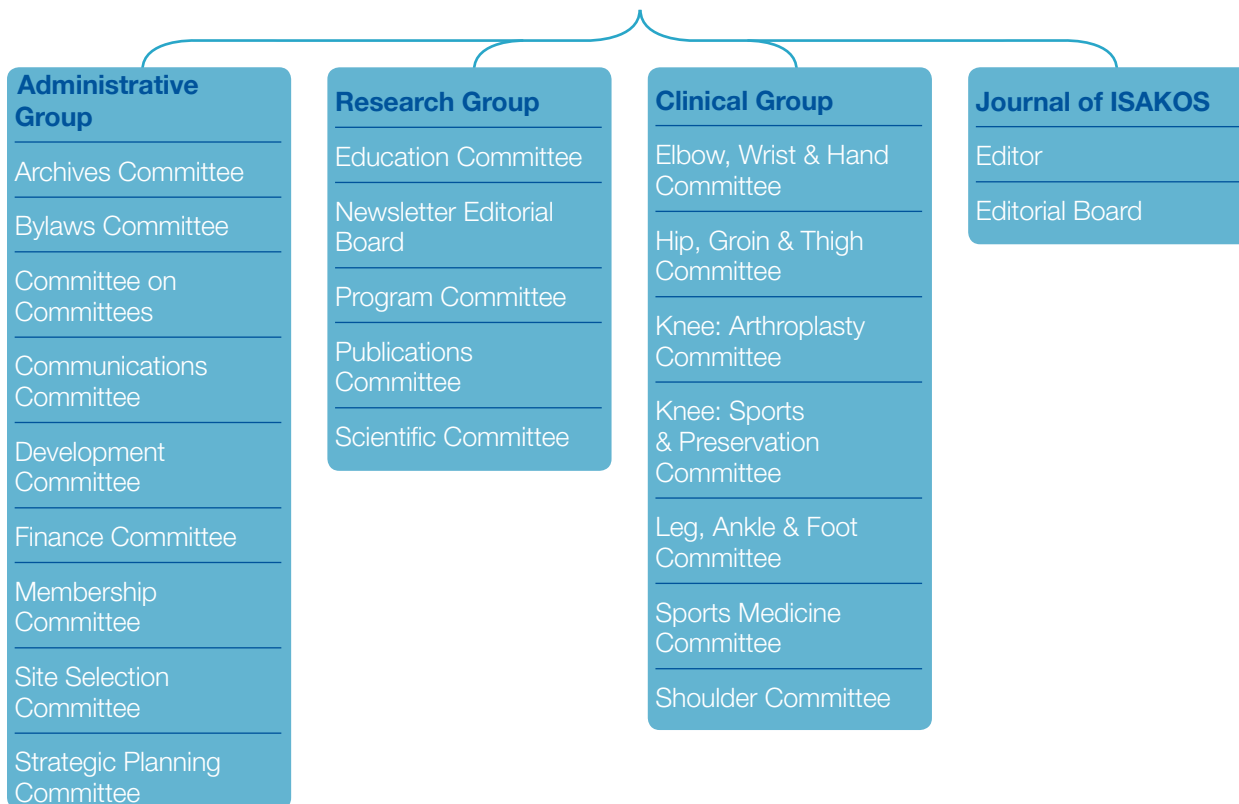 Administrative
Group
Archives Committee
Bylaws Committee
Committee on
Committees
Communications
Committee
Development
Committee
Finance Committee
Membership
Committee
Site Selection
Committee
Strategic Planning
Committee
Research Group
Education Committee
Newsletter Editorial
Board
Program Committee
Publications
Committee
Scientific Committee
Clinical Group
Elbow, Wrist & Hand
Committee
Hip, Groin & Thigh
Committee
Knee: Arthroplasty
Committee
Knee: Sports
& Preservation
Committee
Leg, Ankle & Foot
Committee
Sports Medicine
Committee
Shoulder Committee
Journal of ISAKOS
Editor
Editorial Board